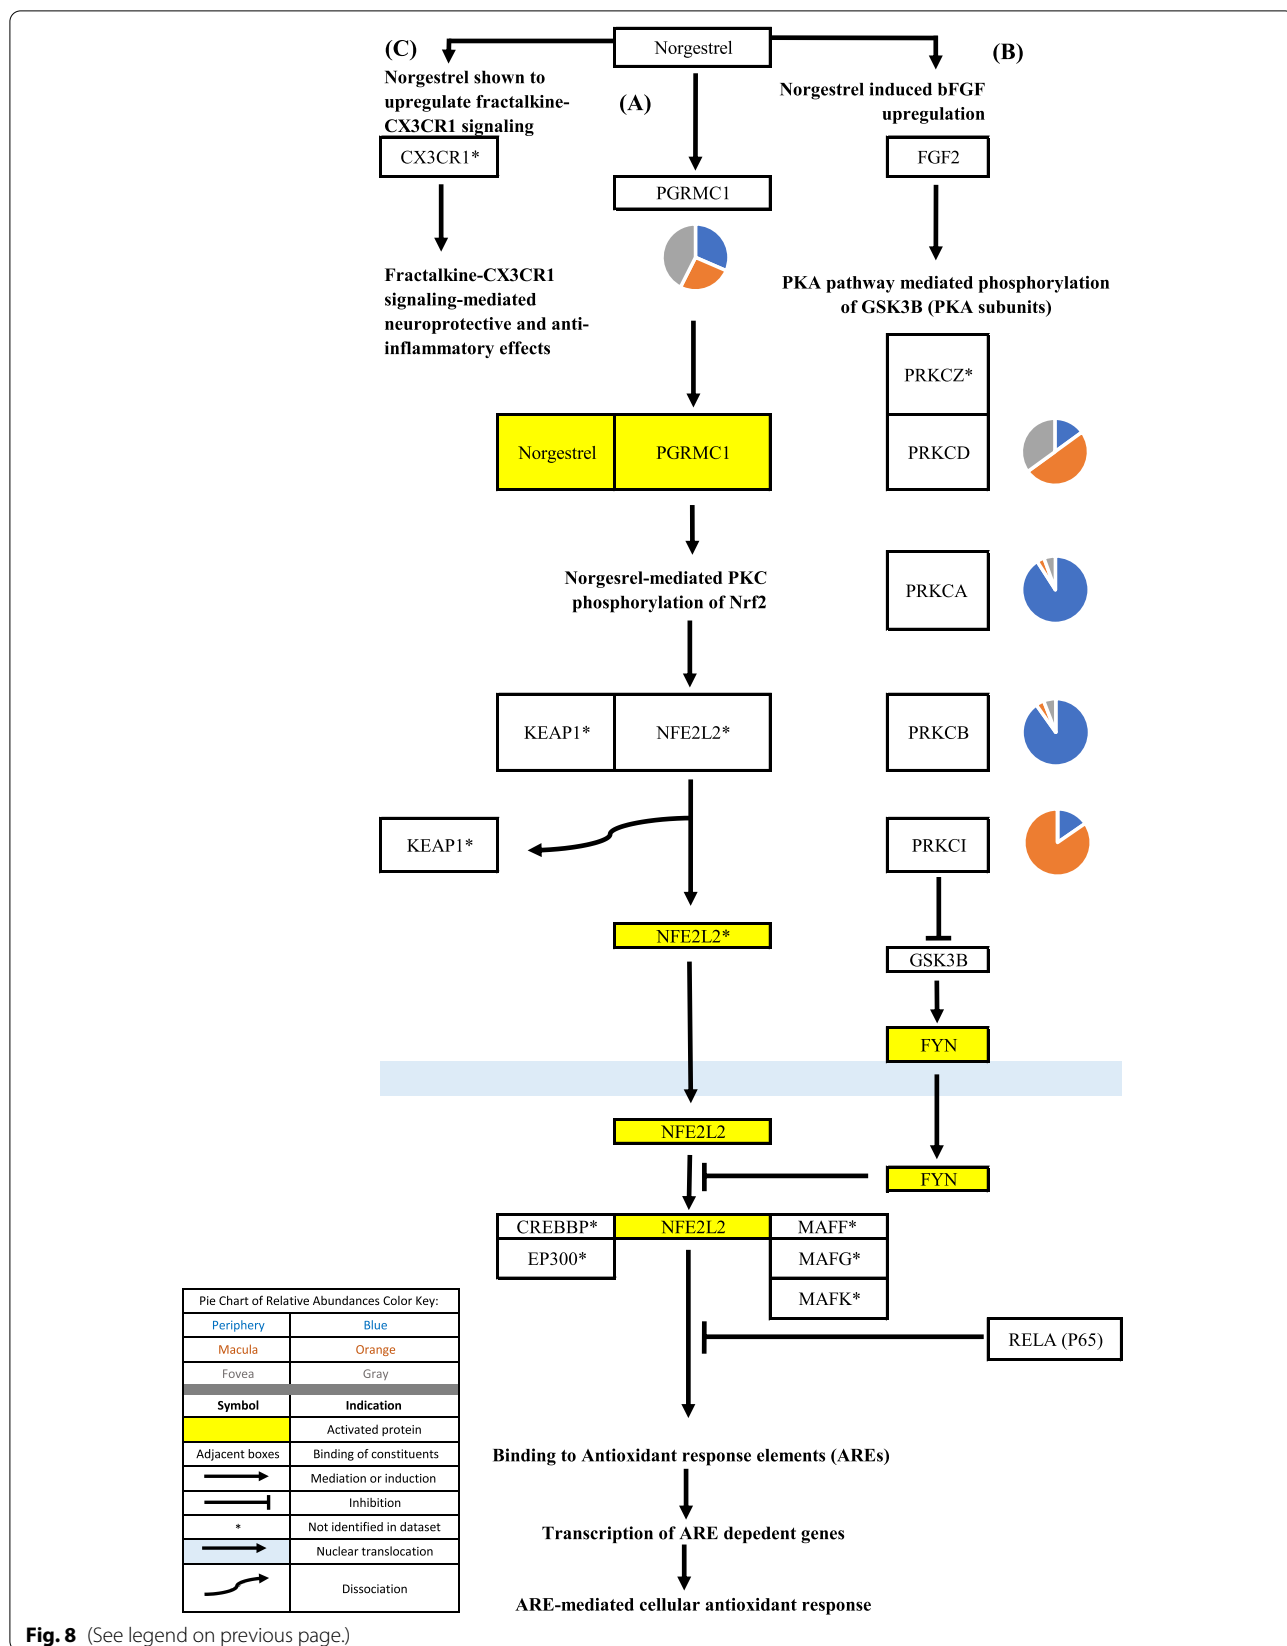 Norgestrel
(C)
(B)
Norgestrel shown to
upregulate fractalkine-
CX3CR1 signaling
(A)
Norgestrel induced bFGF
upregulation
CX3CR1*
FGF2
PGRMC1
Fractalkine-CX3CR1
signaling-mediated
neuroprotective and anti-
inflammatory effects
PKA pathway mediated phosphorylation
of GSK3B (PKA subunits)
PRKCZ*
Norgestrel PGRMC1
PRKCD
Norgesrel-mediated PKC
phosphorylation of Nrf2
PRKCA
KEAP1* NFE2L2*
PRKCB
KEAP1*
PRKCI
NFE2L2*
GSK3B
FYN
NFE2L2
FYN
CREBBP* NFE2L2 MAFF*
EP300* MAFG*
MAFK*
RELA (P65)
Binding to Antioxidant response elements (AREs)
Transcription of ARE depedent genes
ARE-mediated cellular antioxidant response
Pie Chart of Relative Abundances Color Key:
Periphery Blue
Macula Orange
Fovea Gray
Symbol Indication
Activated protein
Adjacent boxes Binding of constituents
Mediation or induction
Inhibition
* Not identified in dataset
Nuclear translocation
Dissociation
Fig. 8 (See legend on previous page.)